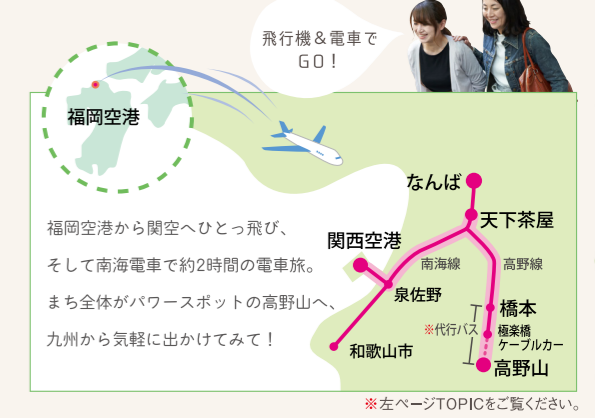 飛行機＆電車で
GO！
福岡空港
福岡空港から関空へひとっ飛び、
そして南海電車で約2時間の電車旅。
まち全体がパワースポットの高野山へ、
九州から気軽に出かけてみて！
なんば
天下茶屋
関西空港
南海線
高野線
泉佐野
橋本
※代行バス
極楽橋
ケーブルカー
和歌山市
高野山
※左ページTOPICをご覧ください。